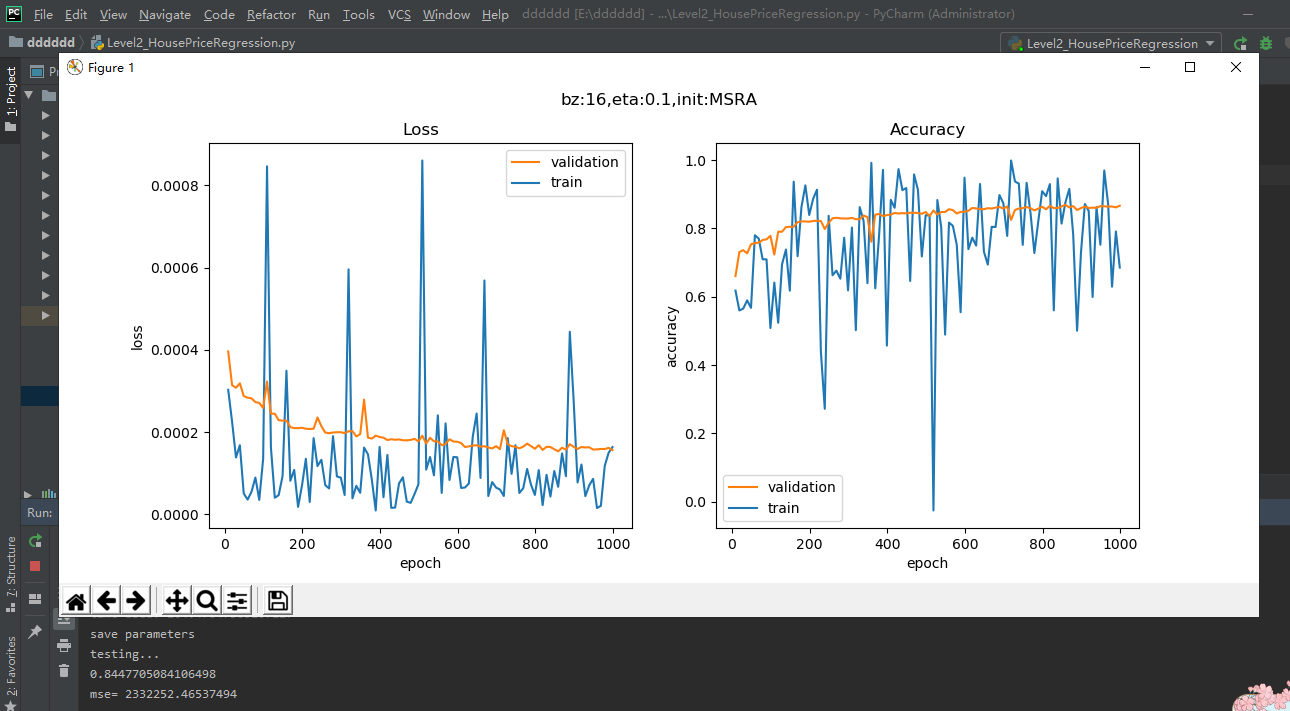 PC File Edit View Navigate Code Refactor Run Tools VCS Window Help dddddd [E:\dddddd] - ...\Level2_HousePriceRegression.py - PyCharm (Administrator)
dddddd Level2_HousePriceRegression.py Level2_HousePriceRegression
1: Project
Figure 1
bz:16,eta:0.1,init:MSRA
Loss
validation
train
0.0008
0.0006
0.0004
0.0002
0.0000
loss
0 200 400 600 800 1000
epoch
Accuracy
1.0
0.8
0.6
0.4
0.2
0.0
accuracy
validation
train
0 200 400 600 800 1000
epoch
Run:
7: Structure
2: Favorites
save parameters
testing...
0.8447705084106498
mse= 2332252.46537494